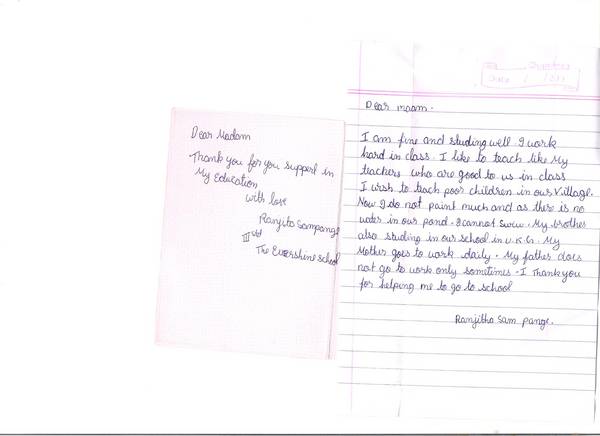 Dear Madam
Thank you for you support in
My Education
with love
Ranjita Sampange
III std
The Evershine School
Date / /200
Dear maam.
I am fine and studing well. I work
hard in class. I like to teach like My
teachers who are good to us in class
I wish to teach poor children in our Village.
Now I do not paint much and as there is no
water in our pond. I cannot Swim. My brothers
also studing in our school in U.K.G. My
Mother goes to work daily. My father does
not go to work only sometimes. I Thank you
for helping me to go to school
Ranjitha Sam pange.